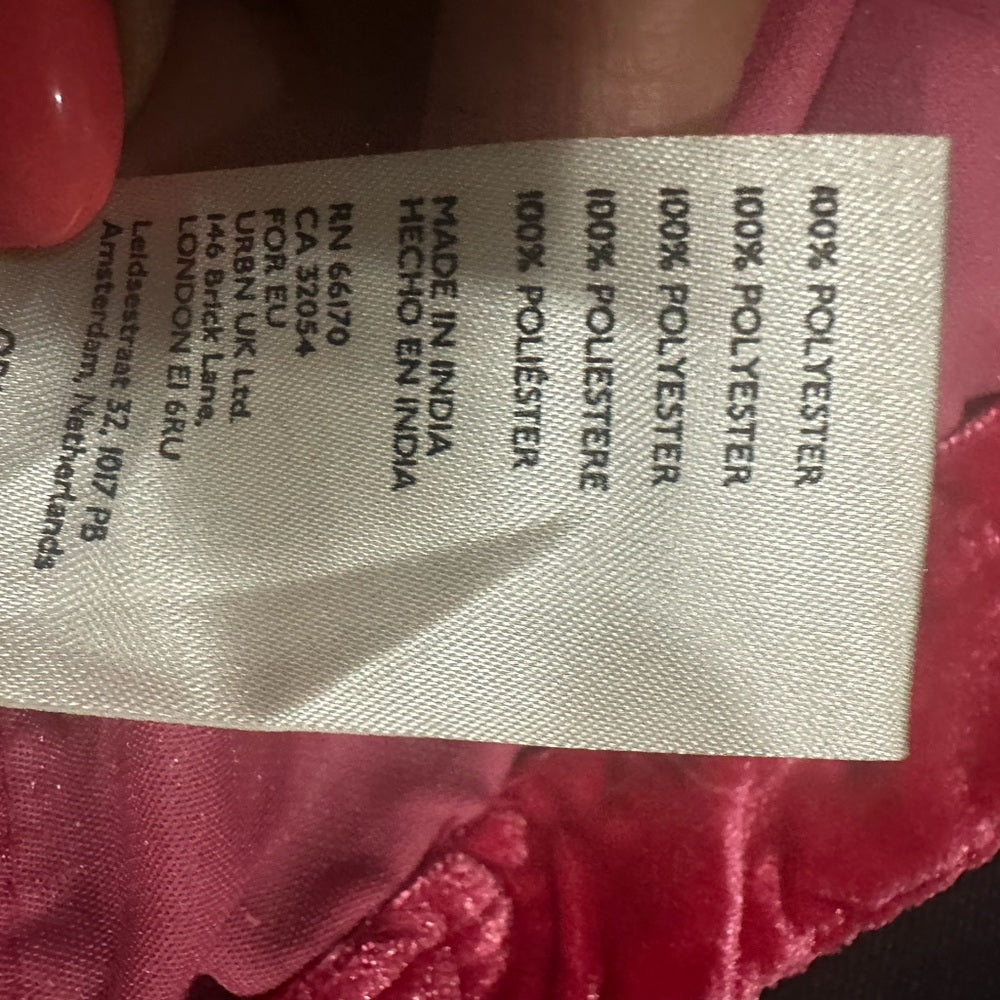 100% POLYESTER
100% POLYESTER
100% POLYESTER
100% POLIESTERE
100% POLIÉSTER
MADE IN INDIA
HECHO EN INDIA
RN 66170
CA 32054
FOR EU
URBN UK Ltd
146 Brick Lane,
LONDON E1 6RU
Leidsestraat 32, 1017 PB
Amsterdam, Netherlands